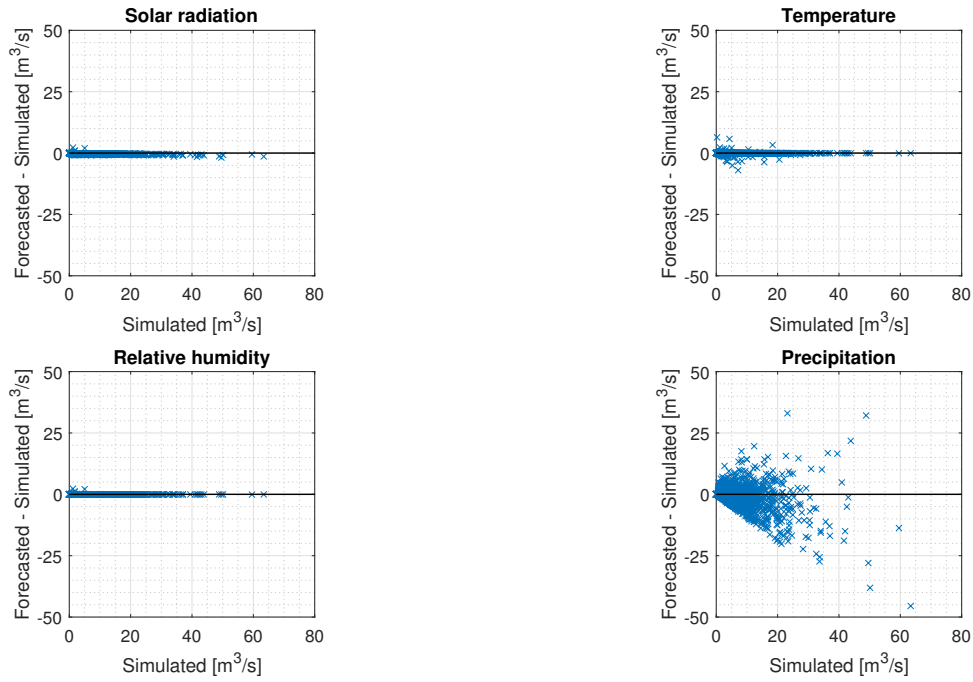 Solar radiation
50
25
0
-25
-50
Forecasted - Simulated [m³/s]
0 20 40 60 80
Simulated [m³/s]
Temperature
50
25
0
-25
-50
Forecasted - Simulated [m³/s]
0 20 40 60 80
Simulated [m³/s]
Relative humidity
50
25
0
-25
-50
Forecasted - Simulated [m³/s]
0 20 40 60 80
Simulated [m³/s]
Precipitation
50
25
0
-25
-50
Forecasted - Simulated [m³/s]
0 20 40 60 80
Simulated [m³/s]